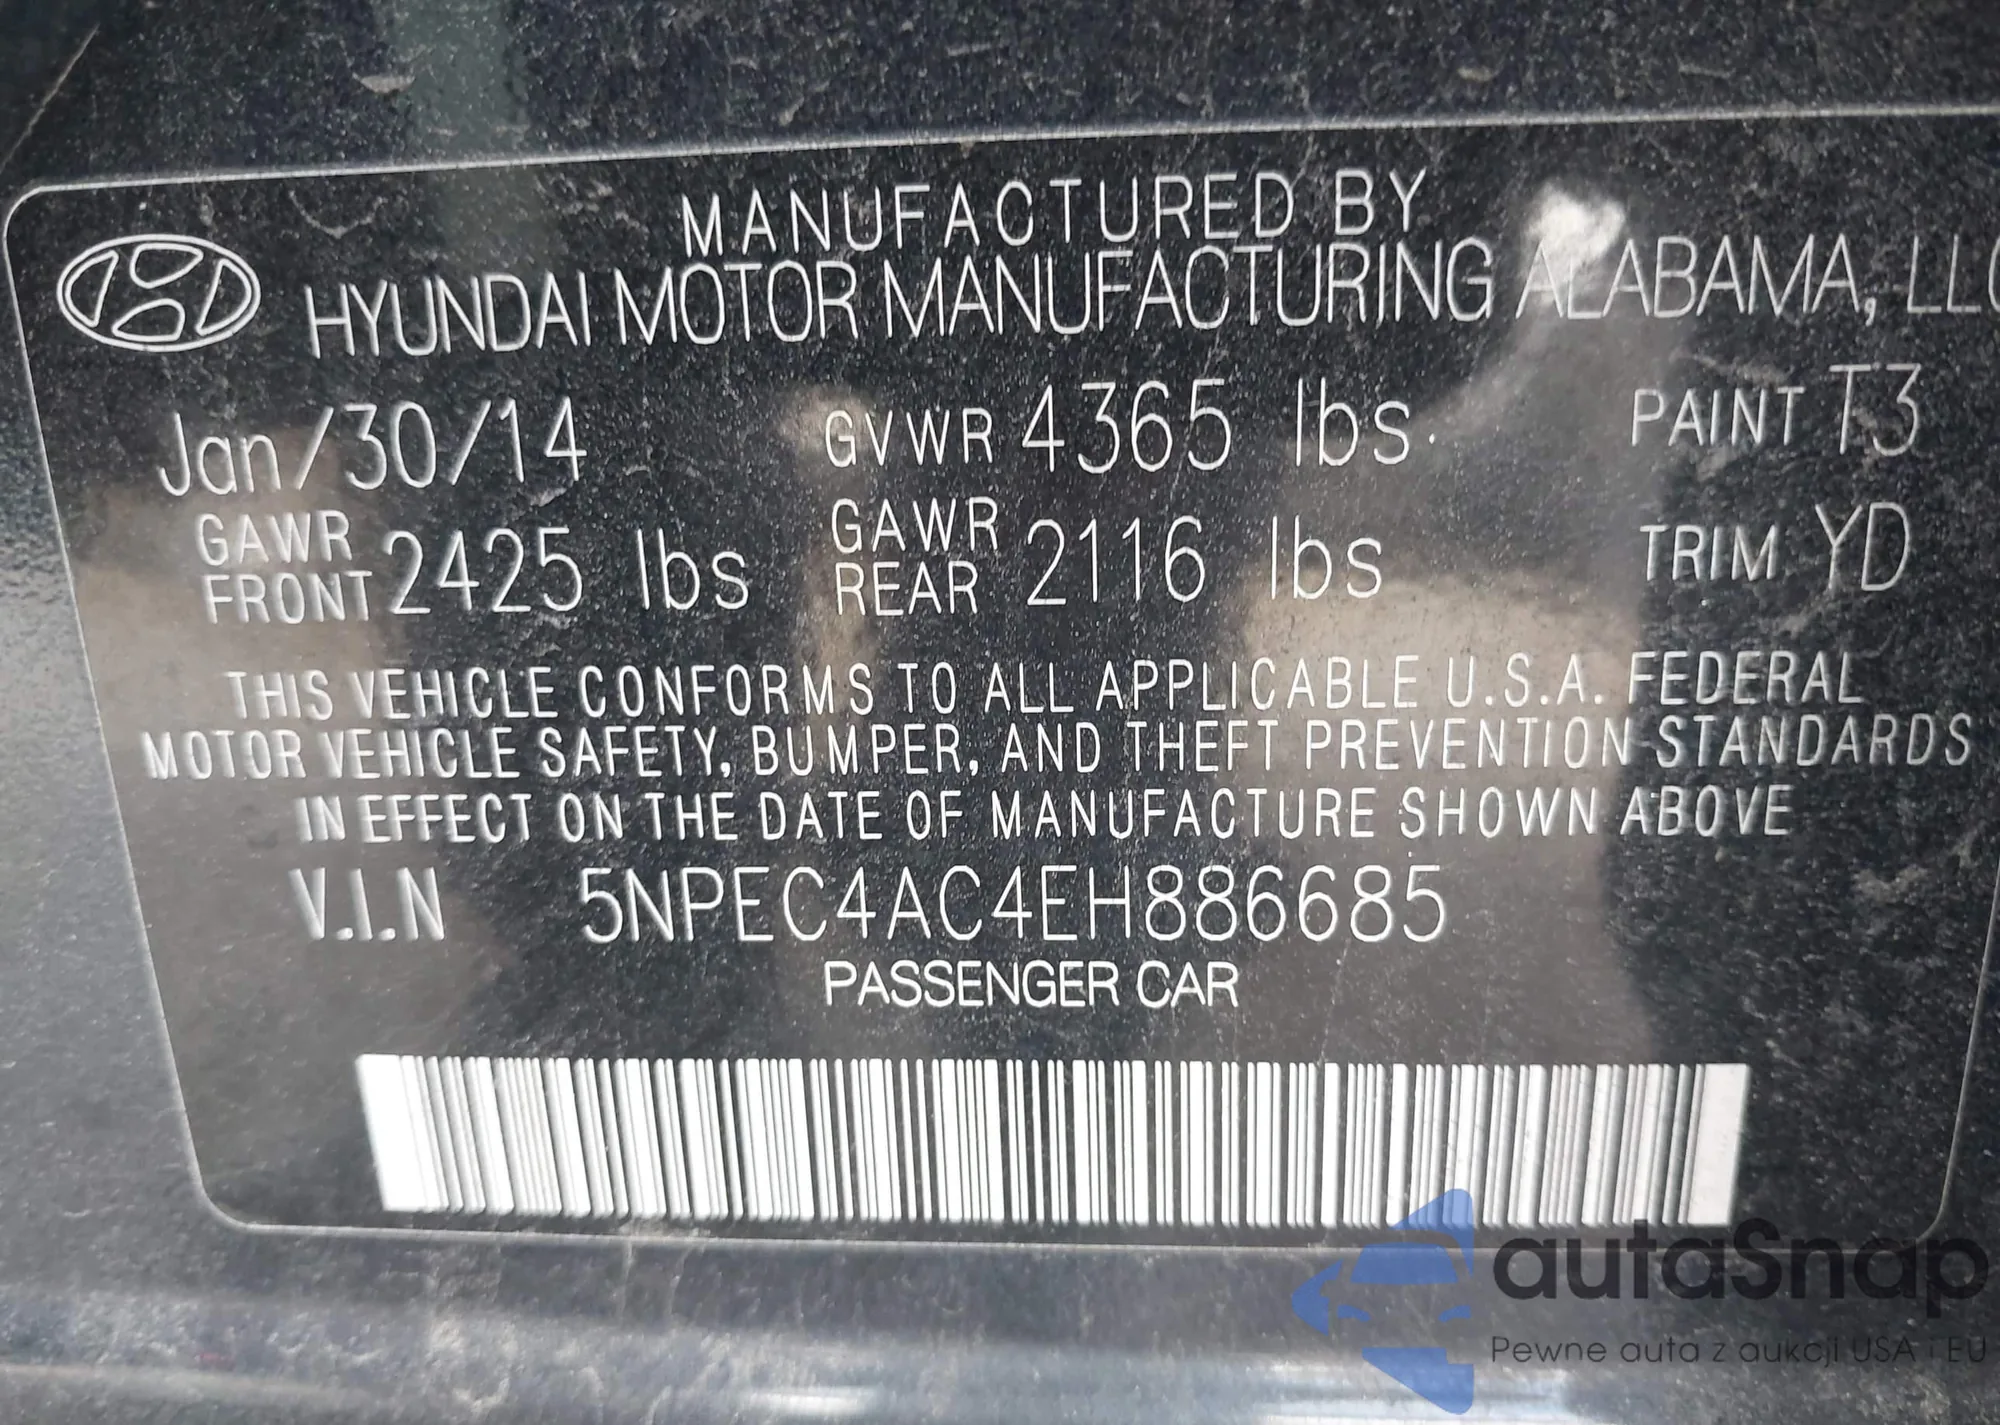 MANUFACTURED BY
HYUNDAI MOTOR MANUFACTURING ALABAMA, LLC
Jan/30/14 GVWR 4365 lbs. PAINT T3
GAWR FRONT 2425 lbs GAWR REAR 2116 lbs TRIM YD
THIS VEHICLE CONFORMS TO ALL APPLICABLE U.S.A. FEDERAL
MOTOR VEHICLE SAFETY, BUMPER, AND THEFT PREVENTION STANDARDS
IN EFFECT ON THE DATE OF MANUFACTURE SHOWN ABOVE
V.I.N 5NPEC4AC4EH886685
PASSENGER CAR
autaSnap
Pewne auta z aukcji USA i EU